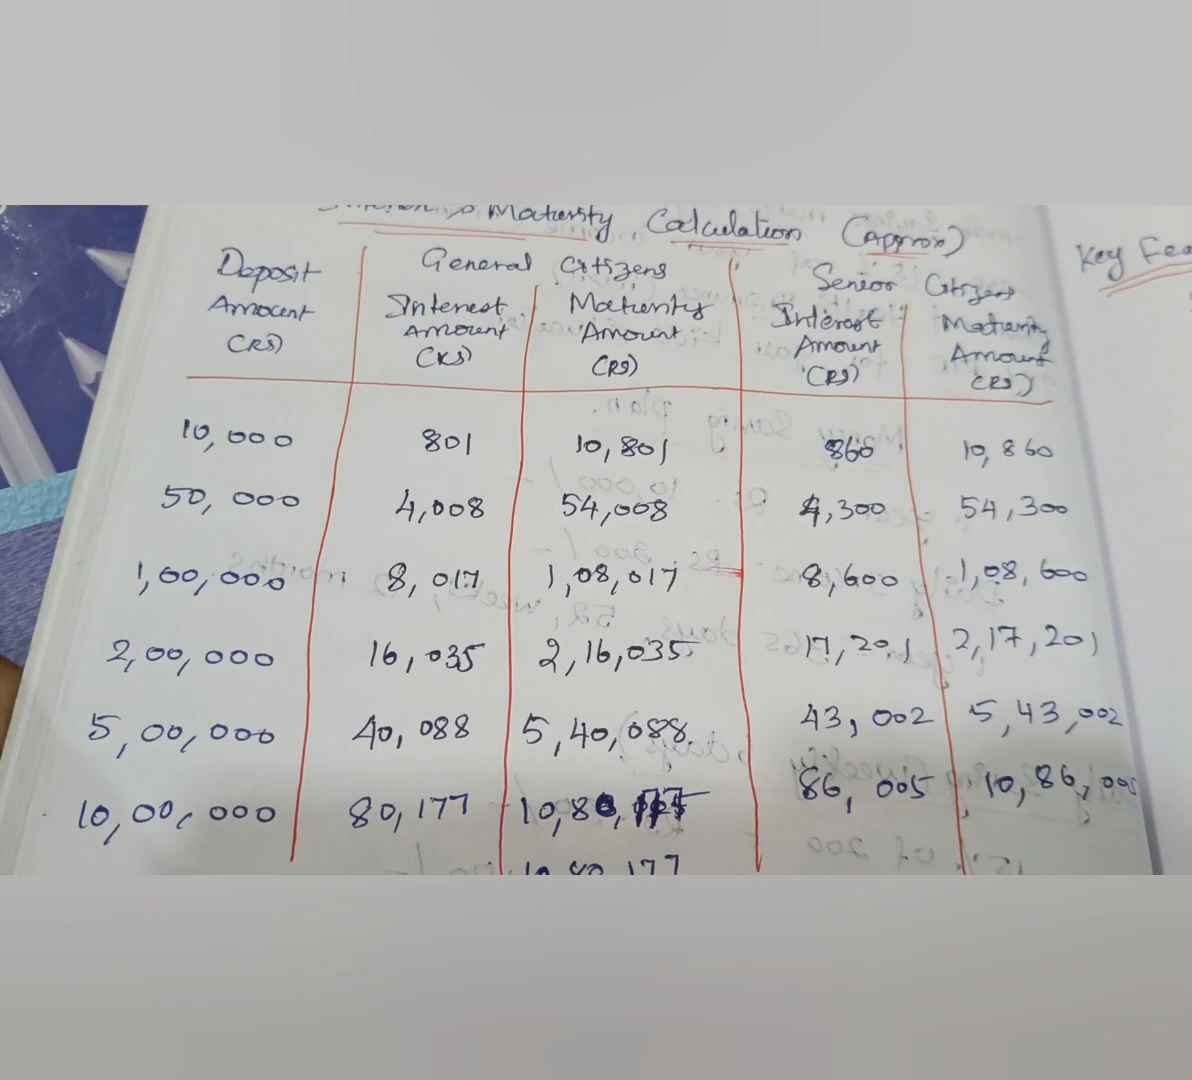 Interest & Maturity Calculation (Approx)
Key Fea
Deposit Amount (RS)
General Citizens
Senior Citizens
Interest Amount (RS)
Maturity Amount (RS)
Interest Amount (RS)
Maturity Amount (RS)
10,000 801 10,801 860 10,860
50,000 4,008 54,008 4,300 54,300
1,00,000 8,017 1,08,017 8,600 1,08,600
2,00,000 16,035 2,16,035 17,201 2,17,201
5,00,000 40,088 5,40,088 43,002 5,43,002
10,00,000 80,177 86,005 10,86,005
10,80,177